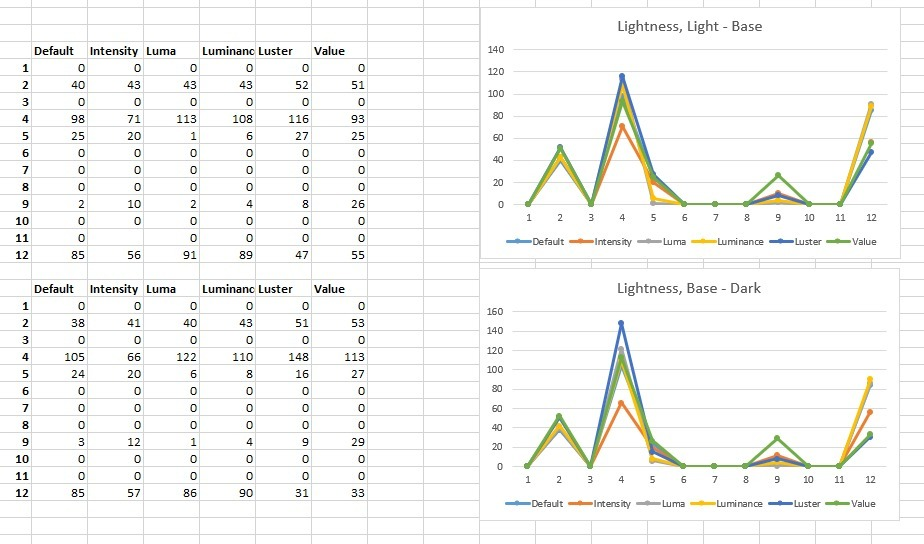 Default Intensity Luma Luminanc Luster Value
1 0 0 0 0 0 0
2 40 43 43 43 52 51
3 0 0 0 0 0 0
4 98 71 113 108 116 93
5 25 20 1 6 27 25
6 0 0 0 0 0 0
7 0 0 0 0 0 0
8 0 0 0 0 0 0
9 2 10 2 4 8 26
10 0 0 0 0 0 0
11 0 0 0 0 0
12 85 56 91 89 47 55
Default Intensity Luma Luminanc Luster Value
1 0 0 0 0 0 0
2 38 41 40 43 51 53
3 0 0 0 0 0 0
4 105 66 122 110 148 113
5 24 20 6 8 16 27
6 0 0 0 0 0 0
7 0 0 0 0 0 0
8 0 0 0 0 0 0
9 3 12 1 4 9 29
10 0 0 0 0 0 0
11 0 0 0 0 0 0
12 85 57 86 90 31 33
Lightness, Light - Base
140
120
100
80
60
40
20
0
1 2 3 4 5 6 7 8 9 10 11 12
Default Intensity Luma Luminance Luster Value
Lightness, Base - Dark
160
140
120
100
80
60
40
20
0
1 2 3 4 5 6 7 8 9 10 11 12
Default Intensity Luma Luminance Luster Value